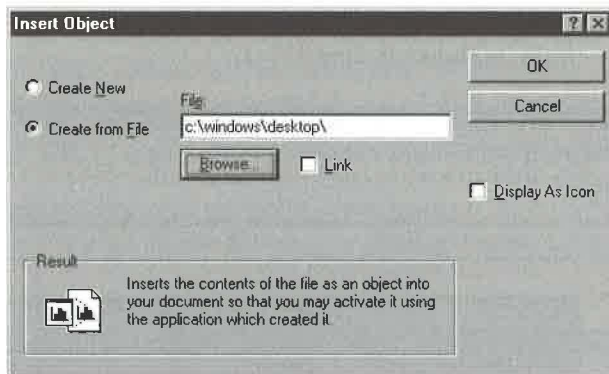 Insert Object
OK
Create New
File:
Cancel
Create from File
c:\windows\desktop\
Browse...
Link
Display As Icon
Result
Inserts the contents of the file as an object into
your document so that you may activate it using
the application which created it.